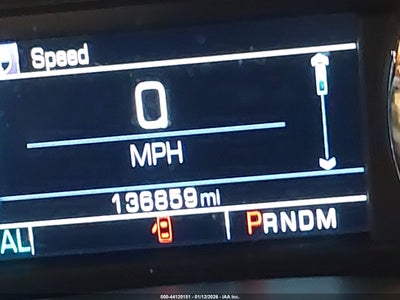 Speed
0
MPH
136859mi
AL
PRNDM
000-44120151 - 01/12/2026 - IAA Inc.